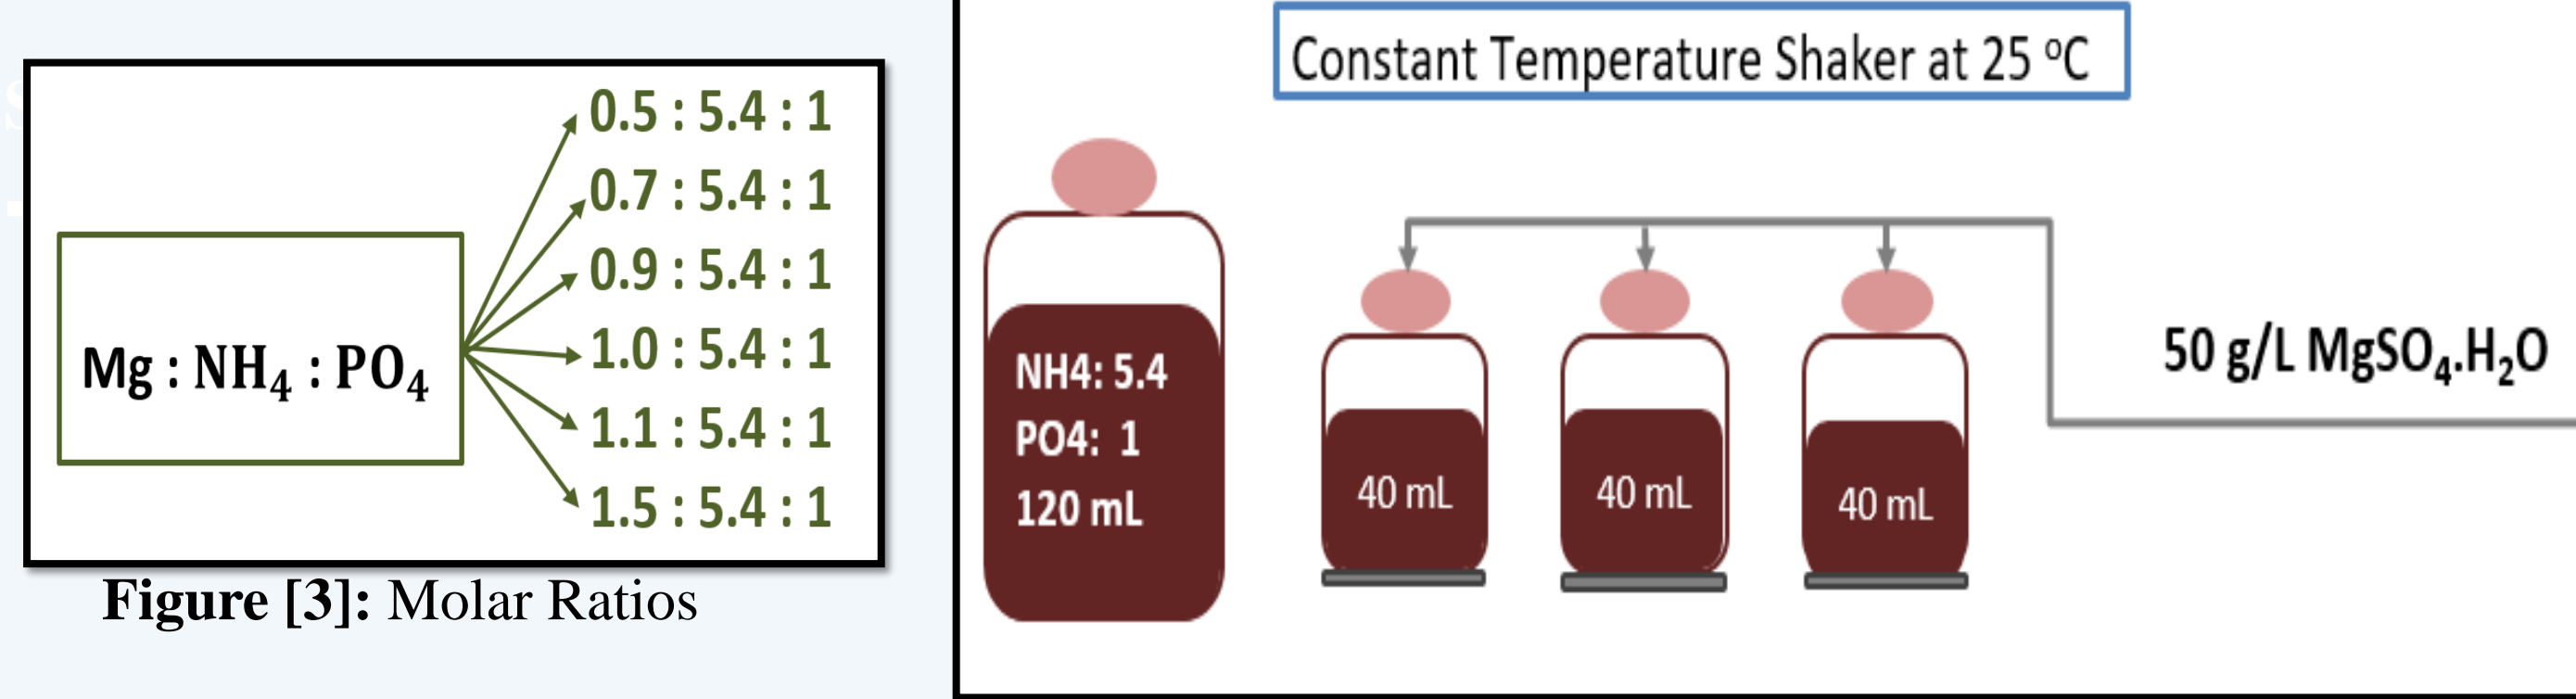 0.5 : 5.4 : 1
0.7 : 5.4 : 1
0.9 : 5.4 : 1
Mg : NH₄ : PO₄
1.0 : 5.4 : 1
1.1 : 5.4 : 1
1.5 : 5.4 : 1
Figure [3]: Molar Ratios
Constant Temperature Shaker at 25 ºC
NH4: 5.4
PO4: 1
120 mL
40 mL
40 mL
40 mL
50 g/L MgSO₄.H₂O